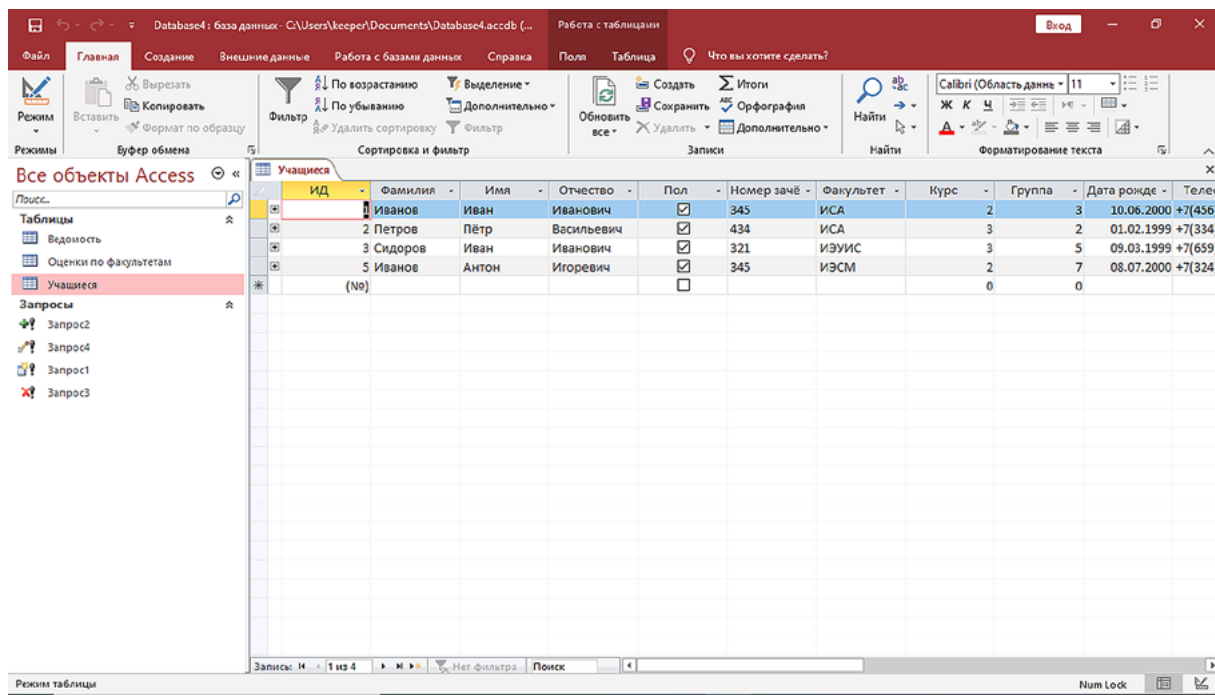 Database4 : база данных- C:\Users\keeper\Documents\Database4.accdb (... Работа с таблицами Вход
Файл Главная Создание Внешние данные Работа с базами данных Справка Поля Таблица Что вы хотите сделать?
Режим
Вставить
Вырезать
Копировать
Формат по образцу
Фильтр
По возрастанию
По убыванию
Удалить сортировку
Выделение
Дополнительно
Фильтр
Обновить все
Создать
Сохранить
Удалить
Итоги
Орфография
Дополнительно
Найти
Calibri (Область данне 11
Ж К Ч
Режимы Буфер обмена Сортировка и фильтр Записи Найти Форматирование текста
Все объекты Access
Поиск...
Таблицы
Ведомость
Оценки по факультетам
Учащиеся
Запросы
Запрос2
Запрос4
Запрос1
Запрос3
Учащиеся
ИД Фамилия Имя Отчество Пол Номер зачё Факультет Курс Группа Дата рожде Теле
1 Иванов Иван Иванович 345 ИСА 2 3 10.06.2000 +7(456
2 Петров Пётр Васильевич 434 ИСА 3 2 01.02.1999 +7(334
3 Сидоров Иван Иванович 321 ИЭУИС 3 5 09.03.1999 +7(659
5 Иванов Антон Игоревич 345 ИЭСМ 2 7 08.07.2000 +7(324
(№) 0 0
Запись: 1 из 4 Нет фильтра Поиск
Режим таблицы Num Lock